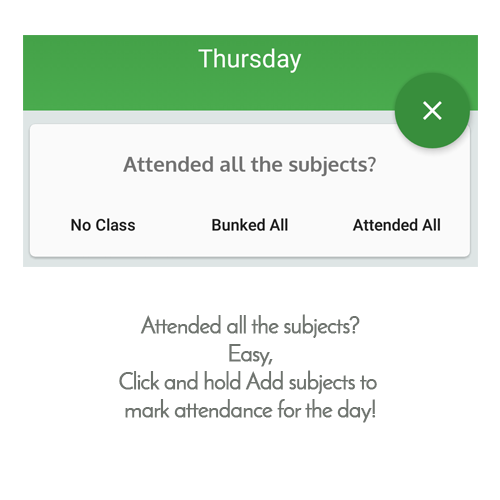 Thursday
Attended all the subjects?
No Class Bunked All Attended All
Attended all the subjects?
Easy,
Click and hold Add subjects to
mark attendance for the day!